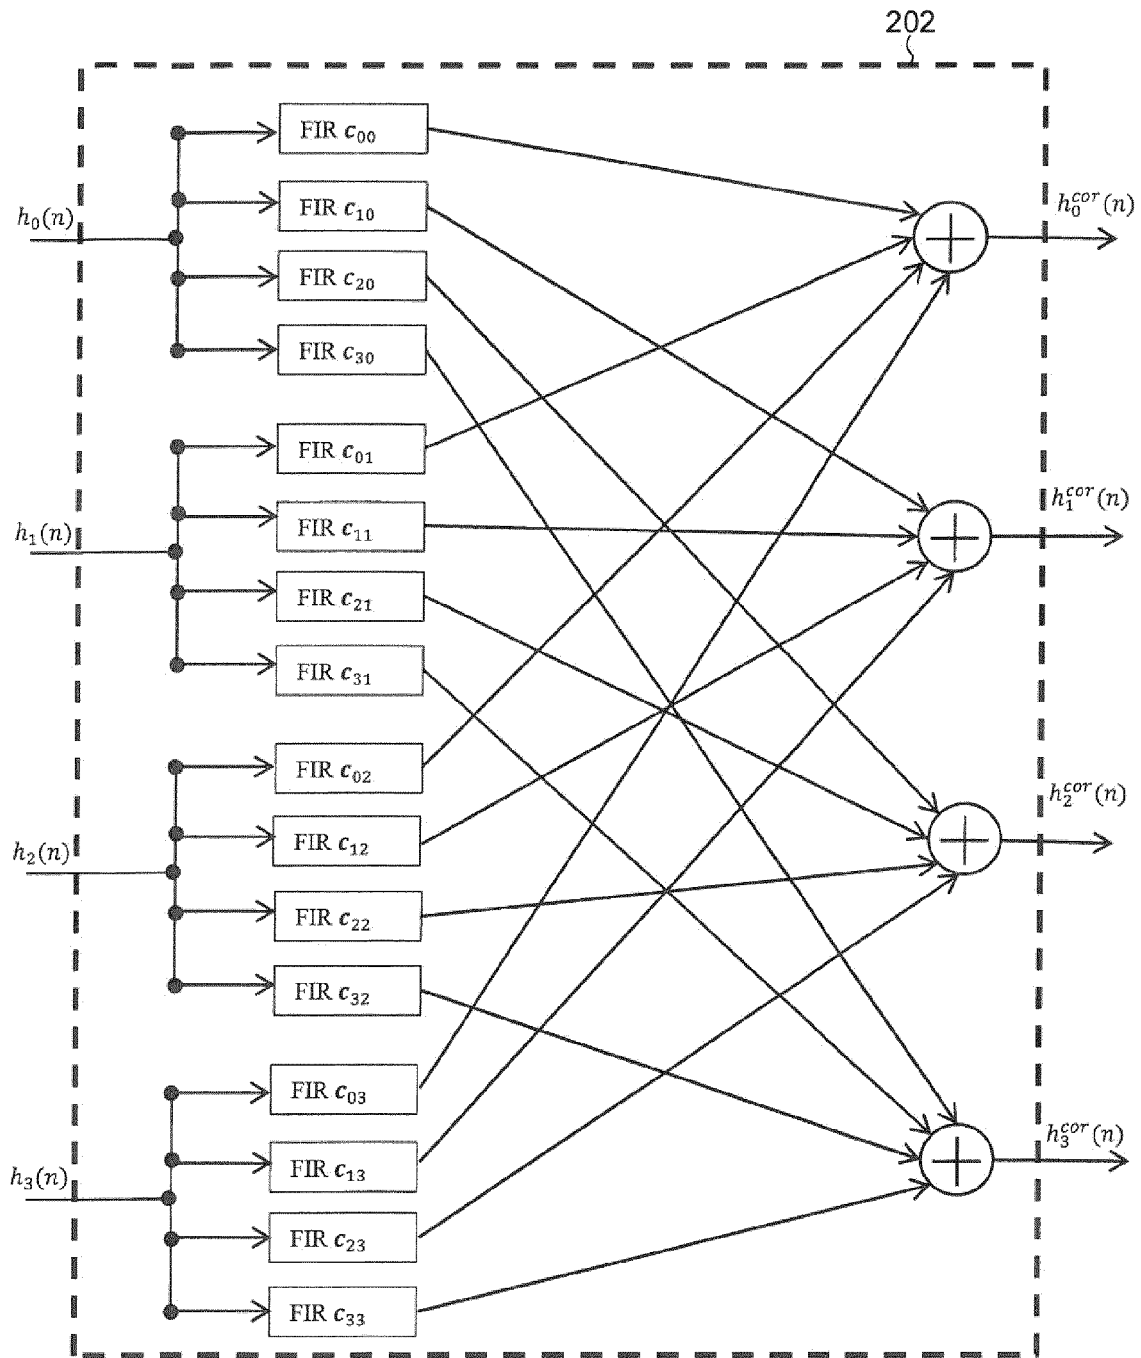 202
FIR c₀₀
FIR c₁₀
h₀(n)
h₀ᶜᵒʳ(n)
FIR c₂₀
FIR c₃₀
FIR c₀₁
h₁ᶜᵒʳ(n)
h₁(n)
FIR c₁₁
FIR c₂₁
FIR c₃₁
FIR c₀₂
h₂ᶜᵒʳ(n)
FIR c₁₂
h₂(n)
FIR c₂₂
FIR c₃₂
FIR c₀₃
h₃ᶜᵒʳ(n)
FIR c₁₃
h₃(n)
FIR c₂₃
FIR c₃₃